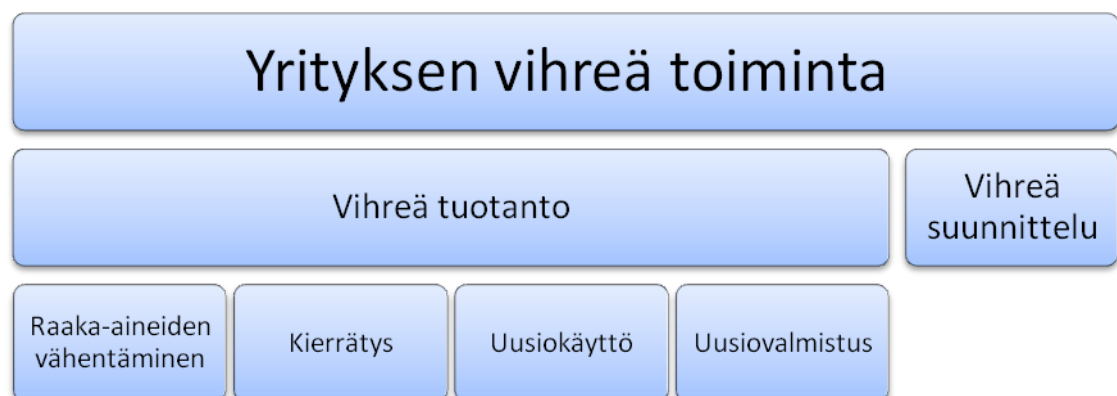 Yrityksen vihreä toiminta
Vihreä tuotanto
Vihreä
suunnittelu
Raaka-aineiden
vähentäminen
Kierrätys
Uusiokäyttö
Uusiovalmistus